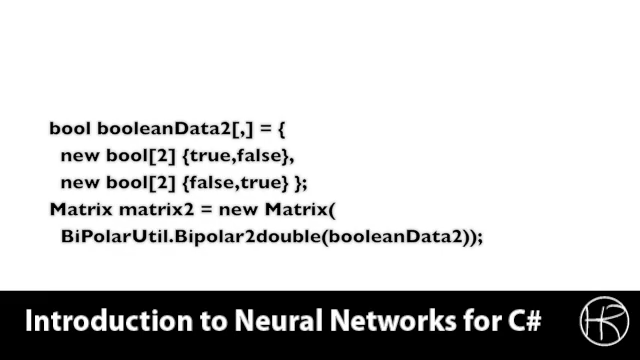 bool booleanData2[,] = {
new bool[2] {true,false},
new bool[2] {false,true} };
Matrix matrix2 = new Matrix(
BiPolarUtil.Bipolar2double(booleanData2));
Introduction to Neural Networks for C#
HR